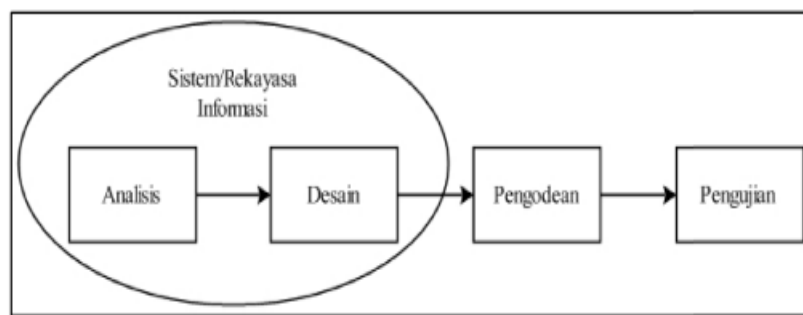 Sistem/Rekayasa
Informasi
Analisis
Desain
Pengodean
Pengujian